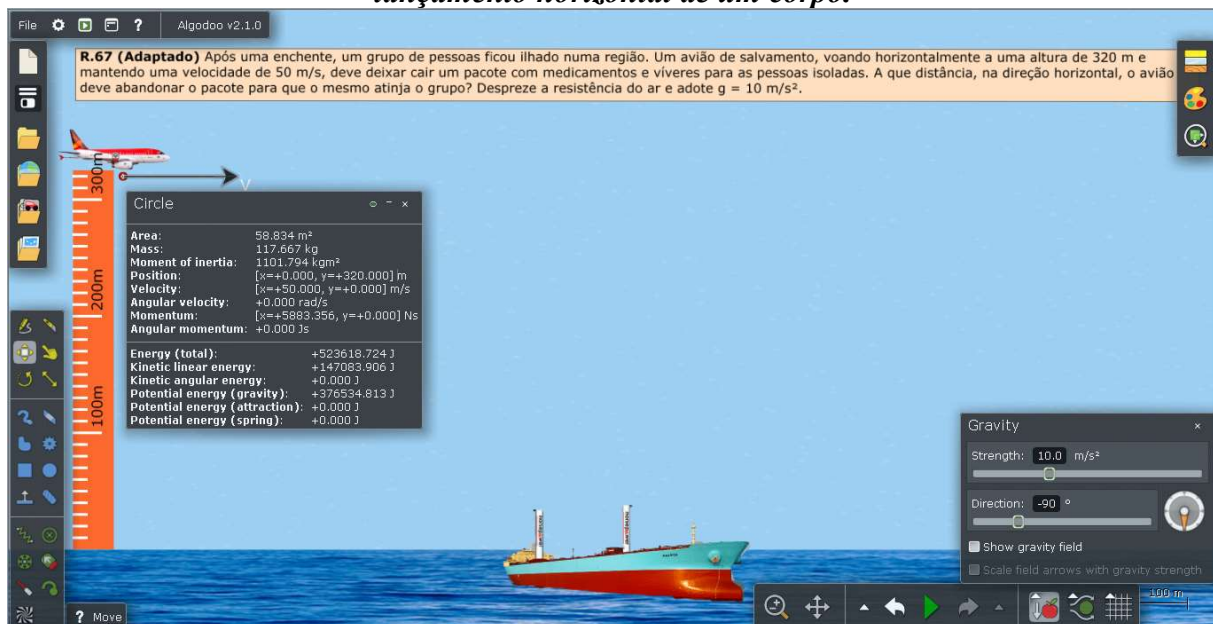 lançamento horizontal de um corpo.
File ? Algodoo v2.1.0
R.67 (Adaptado) Após uma enchente, um grupo de pessoas ficou ilhado numa região. Um avião de salvamento, voando horizontalmente a uma altura de 320 m e
mantendo uma velocidade de 50 m/s, deve deixar cair um pacote com medicamentos e víveres para as pessoas isoladas. A que distância, na direção horizontal, o avião
deve abandonar o pacote para que o mesmo atinja o grupo? Despreze a resistência do ar e adote g = 10 m/s².
300m
200m
100m
v
Circle
Area: 58.834 m²
Mass: 117.667 kg
Moment of inertia: 1101.794 kgm²
Position: [x=+0.000, y=+320.000] m
Velocity: [x=+50.000, y=+0.000] m/s
Angular velocity: +0.000 rad/s
Momentum: [x=+5883.356, y=+0.000] Ns
Angular momentum: +0.000 Js
Energy (total): +523618.724 J
Kinetic linear energy: +147083.906 J
Kinetic angular energy: +0.000 J
Potential energy (gravity): +376534.813 J
Potential energy (attraction): +0.000 J
Potential energy (spring): +0.000 J
Gravity
Strength: 10.0 m/s²
Direction: -90 °
Show gravity field
Scale field arrows with gravity strength
100 m
? Move